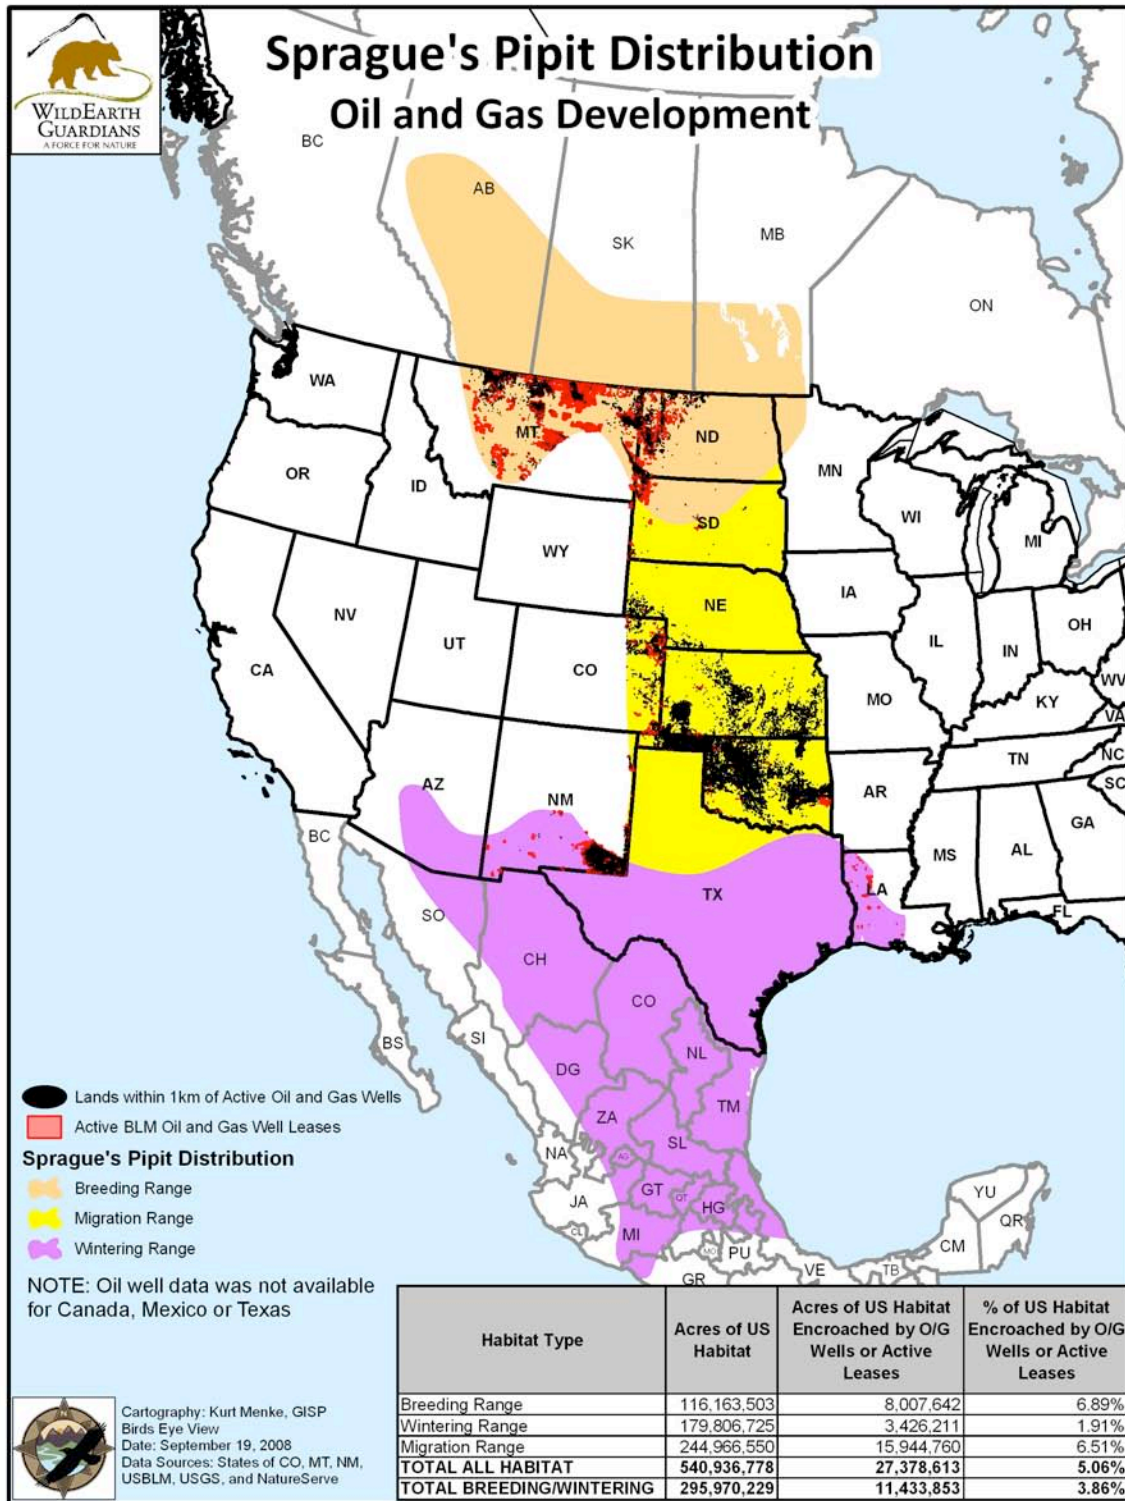 Sprague's Pipit Distribution
Oil and Gas Development
WILDEARTH
GUARDIANS
A FORCE FOR NATURE
BC
AB
SK
MB
ON
WA
MT
ND
MN
OR
ID
SD
WI
MI
WY
NE
IA
NV
UT
CO
IL
IN
OH
CA
MO
KY
WV
VA
AZ
NM
AR
TN
NC
SC
BC
MS
AL
GA
TX
LA
FL
SO
CH
CO
BS
SI
DG
NL
TM
ZA
SL
NA
AG
JA
GT
QT
HG
CL
MI
MO
PU
GR
VE
TB
CM
YU
QR
Lands within 1km of Active Oil and Gas Wells
Active BLM Oil and Gas Well Leases
Sprague's Pipit Distribution
Breeding Range
Migration Range
Wintering Range
NOTE: Oil well data was not available
for Canada, Mexico or Texas
N
Cartography: Kurt Menke, GISP
Birds Eye View
Date: September 19, 2008
Data Sources: States of CO, MT, NM,
USBLM, USGS, and NatureServe
Habitat Type
Acres of US
Habitat
Acres of US Habitat
Encroached by O/G
Wells or Active
Leases
% of US Habitat
Encroached by O/G
Wells or Active
Leases
Breeding Range 116,163,503 8,007,642 6.89%
Wintering Range 179,806,725 3,426,211 1.91%
Migration Range 244,966,550 15,944,760 6.51%
TOTAL ALL HABITAT 540,936,778 27,378,613 5.06%
TOTAL BREEDING/WINTERING 295,970,229 11,433,853 3.86%